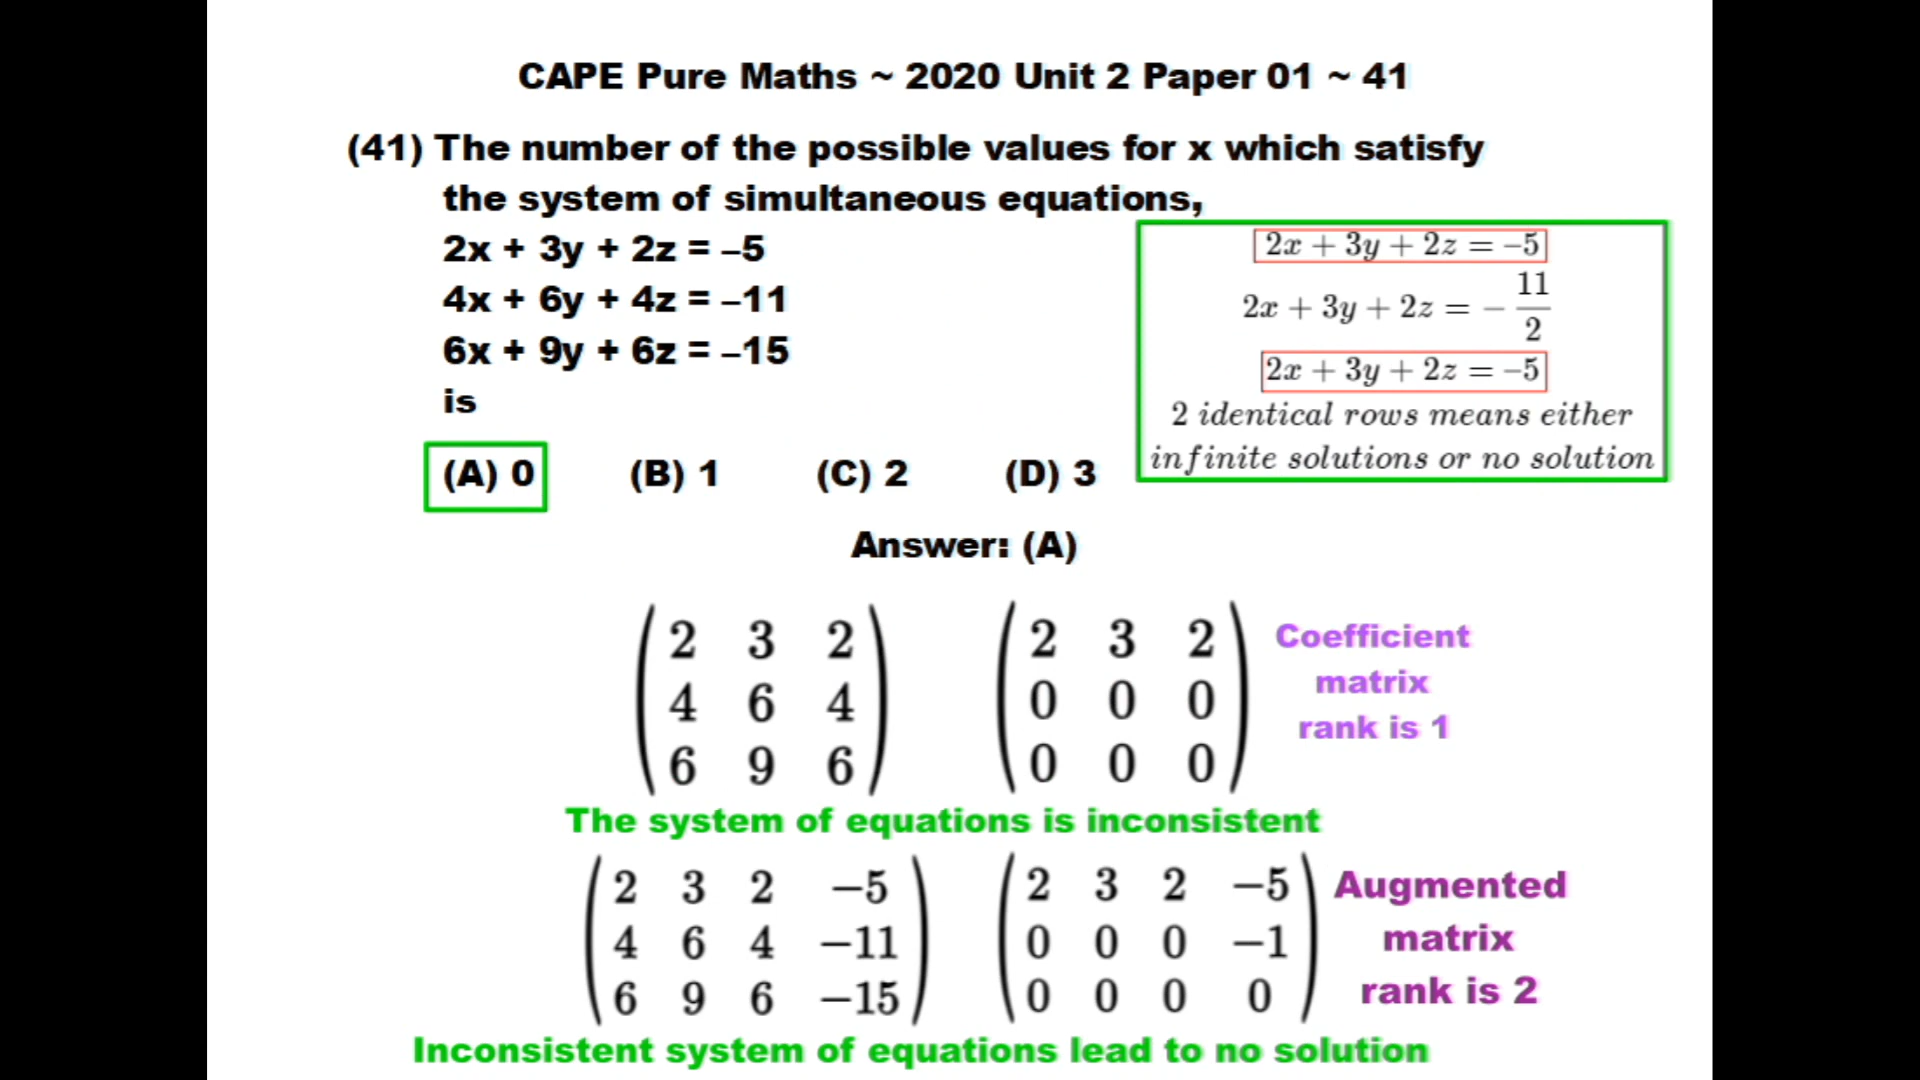 CAPE Pure Maths ~ 2020 Unit 2 Paper 01 ~ 41
(41) The number of the possible values for x which satisfy
the system of simultaneous equations,
2x + 3y + 2z = –5
4x + 6y + 4z = –11
6x + 9y + 6z = –15
is
2x + 3y + 2z = −5
2x + 3y + 2z = − 11/2
2x + 3y + 2z = −5
2 identical rows means either
infinite solutions or no solution
(A) 0 (B) 1 (C) 2 (D) 3
Answer: (A)
2 3 2
4 6 4
6 9 6
2 3 2
0 0 0
0 0 0
Coefficient
matrix
rank is 1
The system of equations is inconsistent
2 3 2 −5
4 6 4 −11
6 9 6 −15
2 3 2 −5
0 0 0 −1
0 0 0 0
Augmented
matrix
rank is 2
Inconsistent system of equations lead to no solution